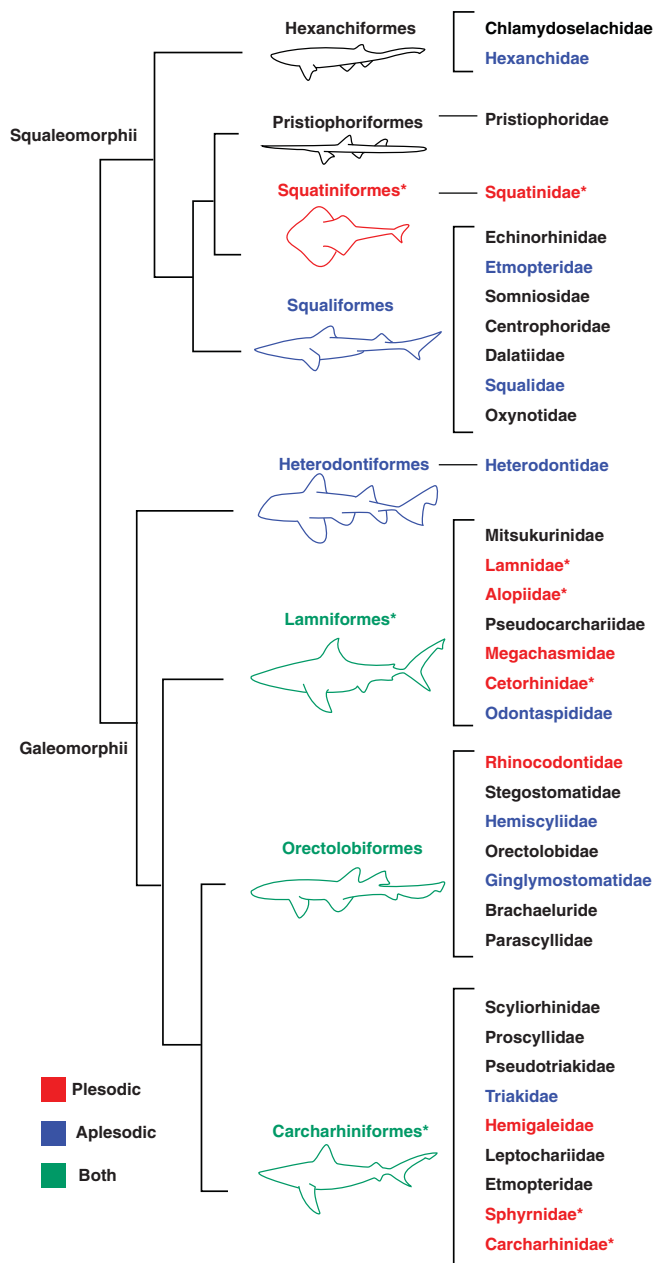 Hexanchiformes
Chlamydoselachidae
Hexanchidae
Squaleomorphii
Pristiophoriformes
Pristiophoridae
Squatiniformes*
Squatinidae*
Squaliformes
Echinorhinidae
Etmopteridae
Somniosidae
Centrophoridae
Dalatiidae
Squalidae
Oxynotidae
Heterodontiformes
Heterodontidae
Galeomorphii
Lamniformes*
Mitsukurinidae
Lamnidae*
Alopiidae*
Pseudocarchariidae
Megachasmidae
Cetorhinidae*
Odontaspididae
Orectolobiformes
Rhinocodontidae
Stegostomatidae
Hemiscyliidae
Orectolobidae
Ginglymostomatidae
Brachaeluride
Parascyllidae
Carcharhiniformes*
Scyliorhinidae
Proscyllidae
Pseudotriakidae
Triakidae
Hemigaleidae
Leptochariidae
Etmopteridae
Sphyrnidae*
Carcharhinidae*
Plesodic
Aplesodic
Both